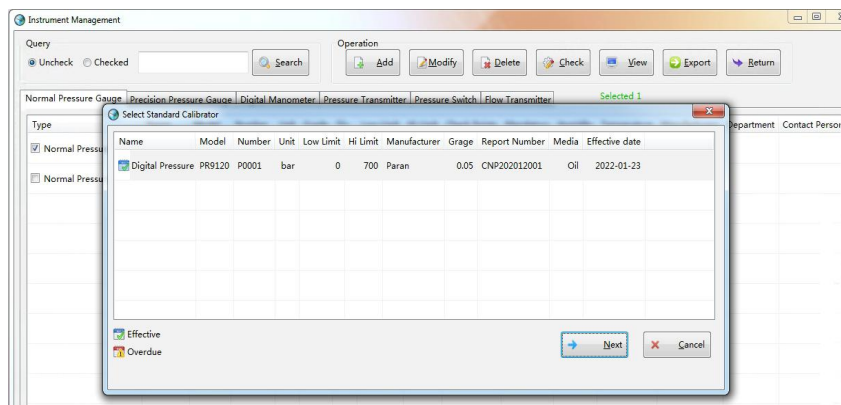 Instrument Management
Query
Uncheck Checked Search
Operation
Add Modify Delete Check View Export Return
Normal Pressure Gauge Precision Pressure Gauge Digital Manometer Pressure Transmitter Pressure Switch Flow Transmitter Selected 1
Type Department Contact Person
Normal Pressu
Normal Pressu
Select Standard Calibrator
Name Model Number Unit Low Limit Hi Limit Manufacturer Grage Report Number Media Effective date
Digital Pressure PR9120 P0001 bar 0 700 Paran 0.05 CNP202012001 Oil 2022-01-23
Effective
Overdue
Next Cancel